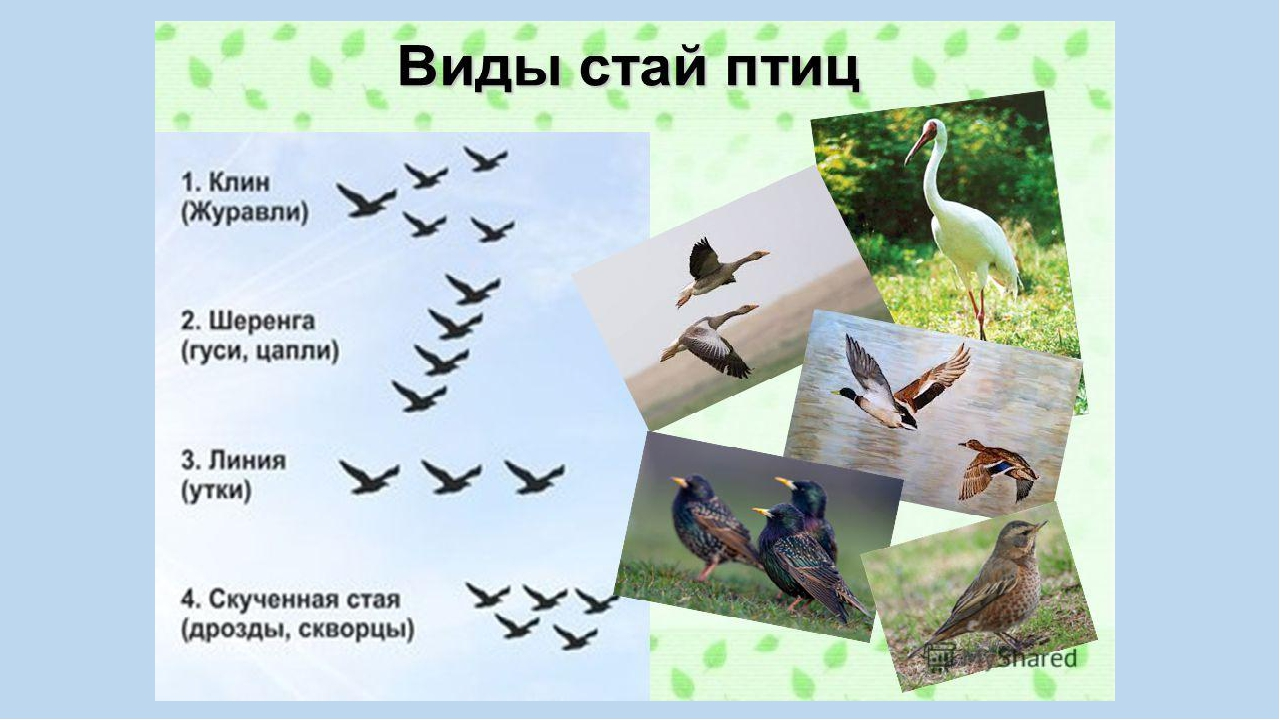 Виды стай птиц
1. Клин
(Журавли)
2. Шеренга
(гуси, цапли)
3. Линия
(утки)
4. Скученная стая
(дрозды, скворцы)
MyShared